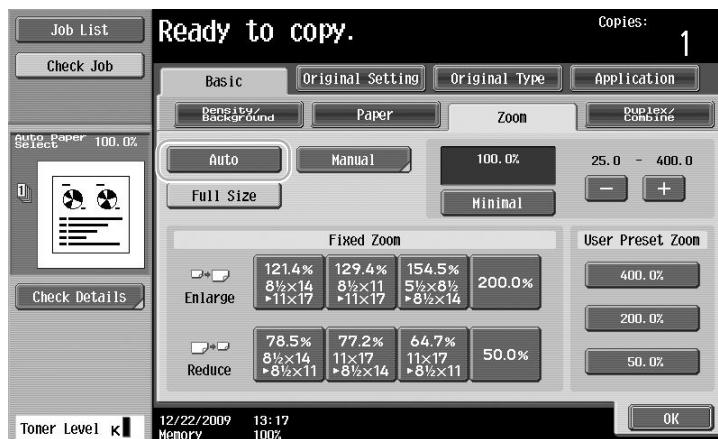 Job List
Check Job
Ready to copy.
Copies:
1
Basic
Original Setting
Original Type
Application
Density/
Background
Paper
Zoom
Duplex/
Combine
Auto Paper
Select
100.0%
1
Auto
Manual
Full Size
100.0%
Minimal
25.0 - 400.0
−
+
Fixed Zoom
Enlarge
121.4%
8½×14
▸11×17
129.4%
8½×11
▸11×17
154.5%
5½×8½
▸8½×14
200.0%
Reduce
78.5%
8½×14
▸8½×11
77.2%
11×17
▸8½×14
64.7%
11×17
▸8½×11
50.0%
User Preset Zoom
400.0%
200.0%
50.0%
Check Details
Toner Level K
12/22/2009 13:17
Memory 100%
OK